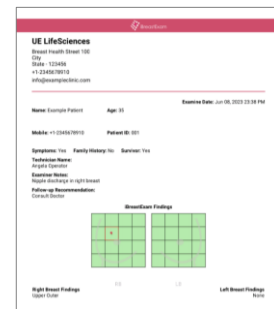 iBreastExam
UE LifeSciences
Breast Health Street 100
City
State - 123456
+1-2345678910
info@exampleclinic.com
Examine Date: Jun 08, 2023 23:38 PM
Name: Example Patient Age: 35
Mobile: +1-2345678910 Patient ID: 001
Symptoms: Yes Family History: No Survivor: Yes
Technician Name:
Angela Operator
Examiner Notes:
Nipple discharge in right breast
Follow-up Recommendation:
Consult Doctor
iBreastExam Findings
Right Breast Findings Left Breast Findings
Upper Outer None